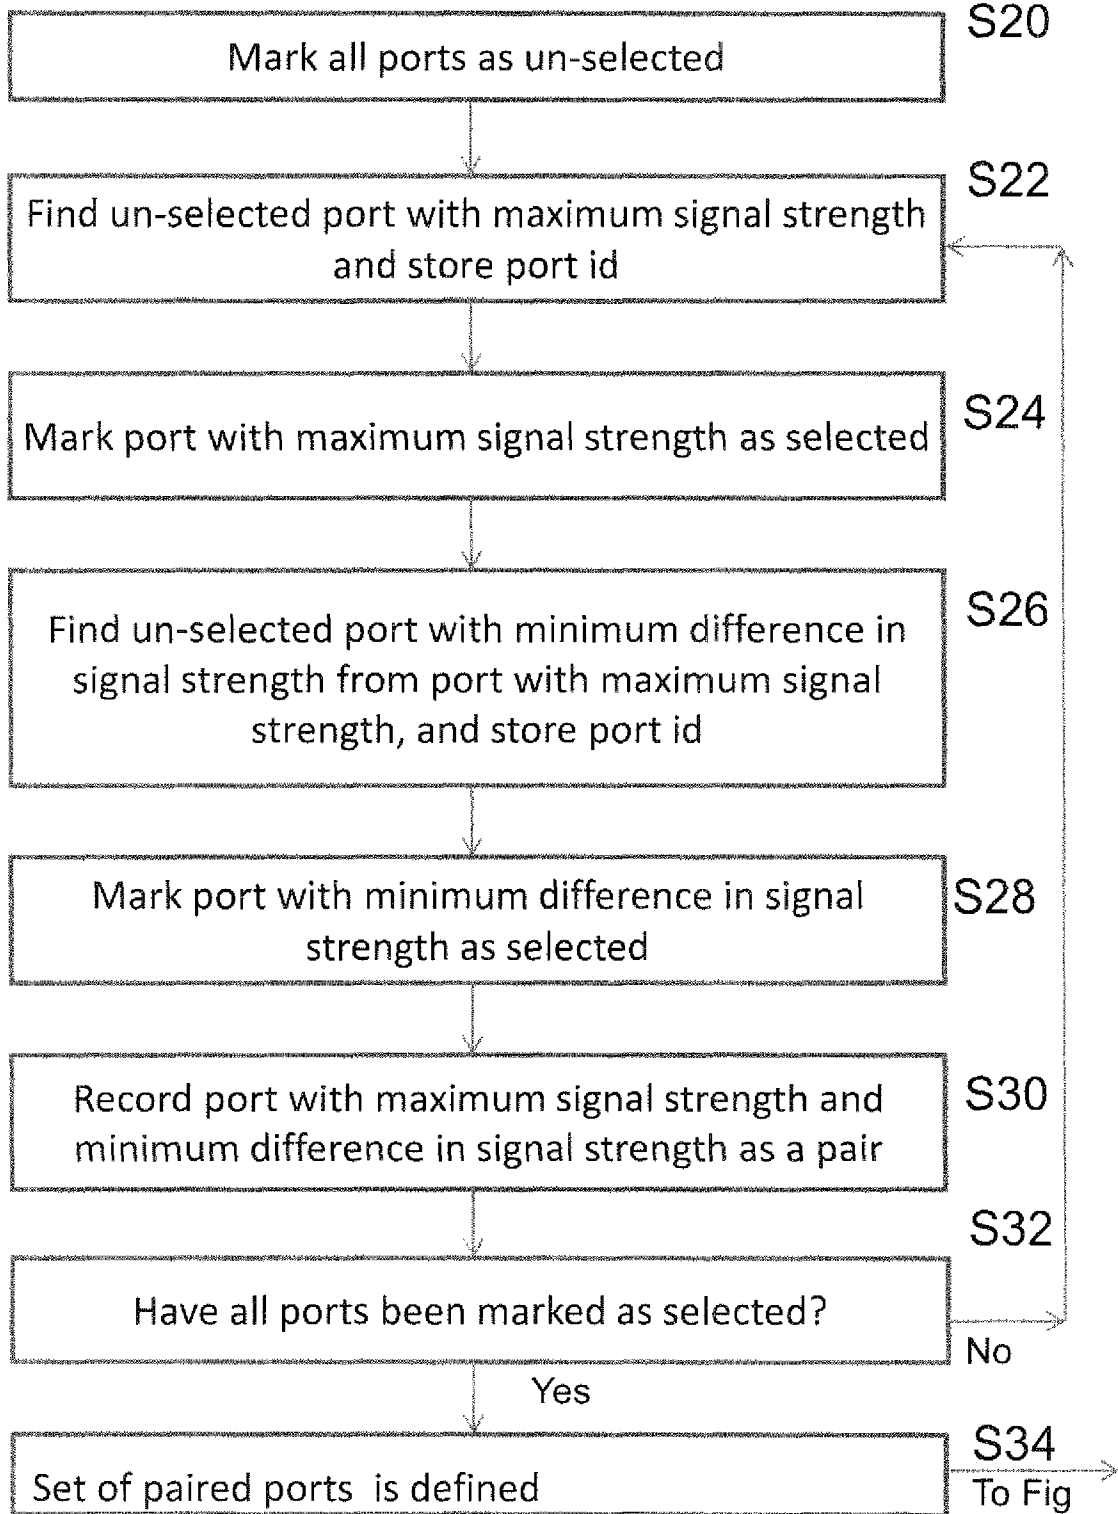 S20
Mark all ports as un-selected
S22
Find un-selected port with maximum signal strength
and store port id
S24
Mark port with maximum signal strength as selected
S26
Find un-selected port with minimum difference in
signal strength from port with maximum signal
strength, and store port id
S28
Mark port with minimum difference in signal
strength as selected
S30
Record port with maximum signal strength and
minimum difference in signal strength as a pair
S32
Have all ports been marked as selected?
No
Yes
S34
Set of paired ports is defined
To Fig